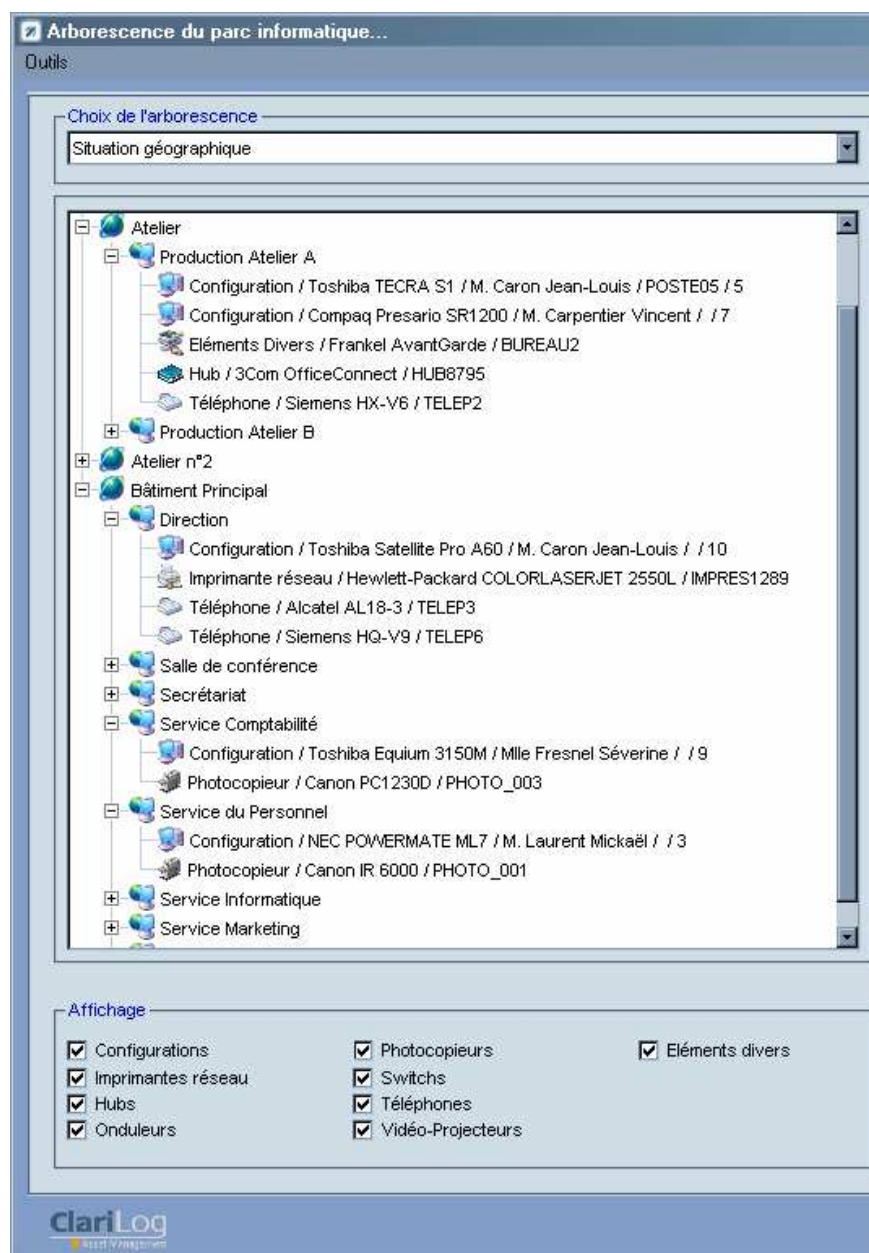 Arborescence du parc informatique...
Outils
Choix de l'arborescence
Situation géographique
Atelier
Production Atelier A
Configuration / Toshiba TECRA S1 / M. Caron Jean-Louis / POSTE05 / 5
Configuration / Compaq Presario SR1200 / M. Carpentier Vincent / / 7
Eléments Divers / Frankel AvantGarde / BUREAU2
Hub / 3Com OfficeConnect / HUB8795
Téléphone / Siemens HX-V6 / TELEP2
Production Atelier B
Atelier n°2
Bâtiment Principal
Direction
Configuration / Toshiba Satellite Pro A60 / M. Caron Jean-Louis / / 10
Imprimante réseau / Hewlett-Packard COLORLASERJET 2550L / IMPRES1289
Téléphone / Alcatel AL18-3 / TELEP3
Téléphone / Siemens HQ-V9 / TELEP6
Salle de conférence
Secrétariat
Service Comptabilité
Configuration / Toshiba Equium 3150M / Mlle Fresnel Séverine / / 9
Photocopieur / Canon PC1230D / PHOTO_003
Service du Personnel
Configuration / NEC POWERMATE ML7 / M. Laurent Mickaël / / 3
Photocopieur / Canon IR 6000 / PHOTO_001
Service Informatique
Service Marketing
Affichage
Configurations Photocopieurs Eléments divers
Imprimantes réseau Switchs
Hubs Téléphones
Onduleurs Vidéo-Projecteurs
ClariLog
Asset Management